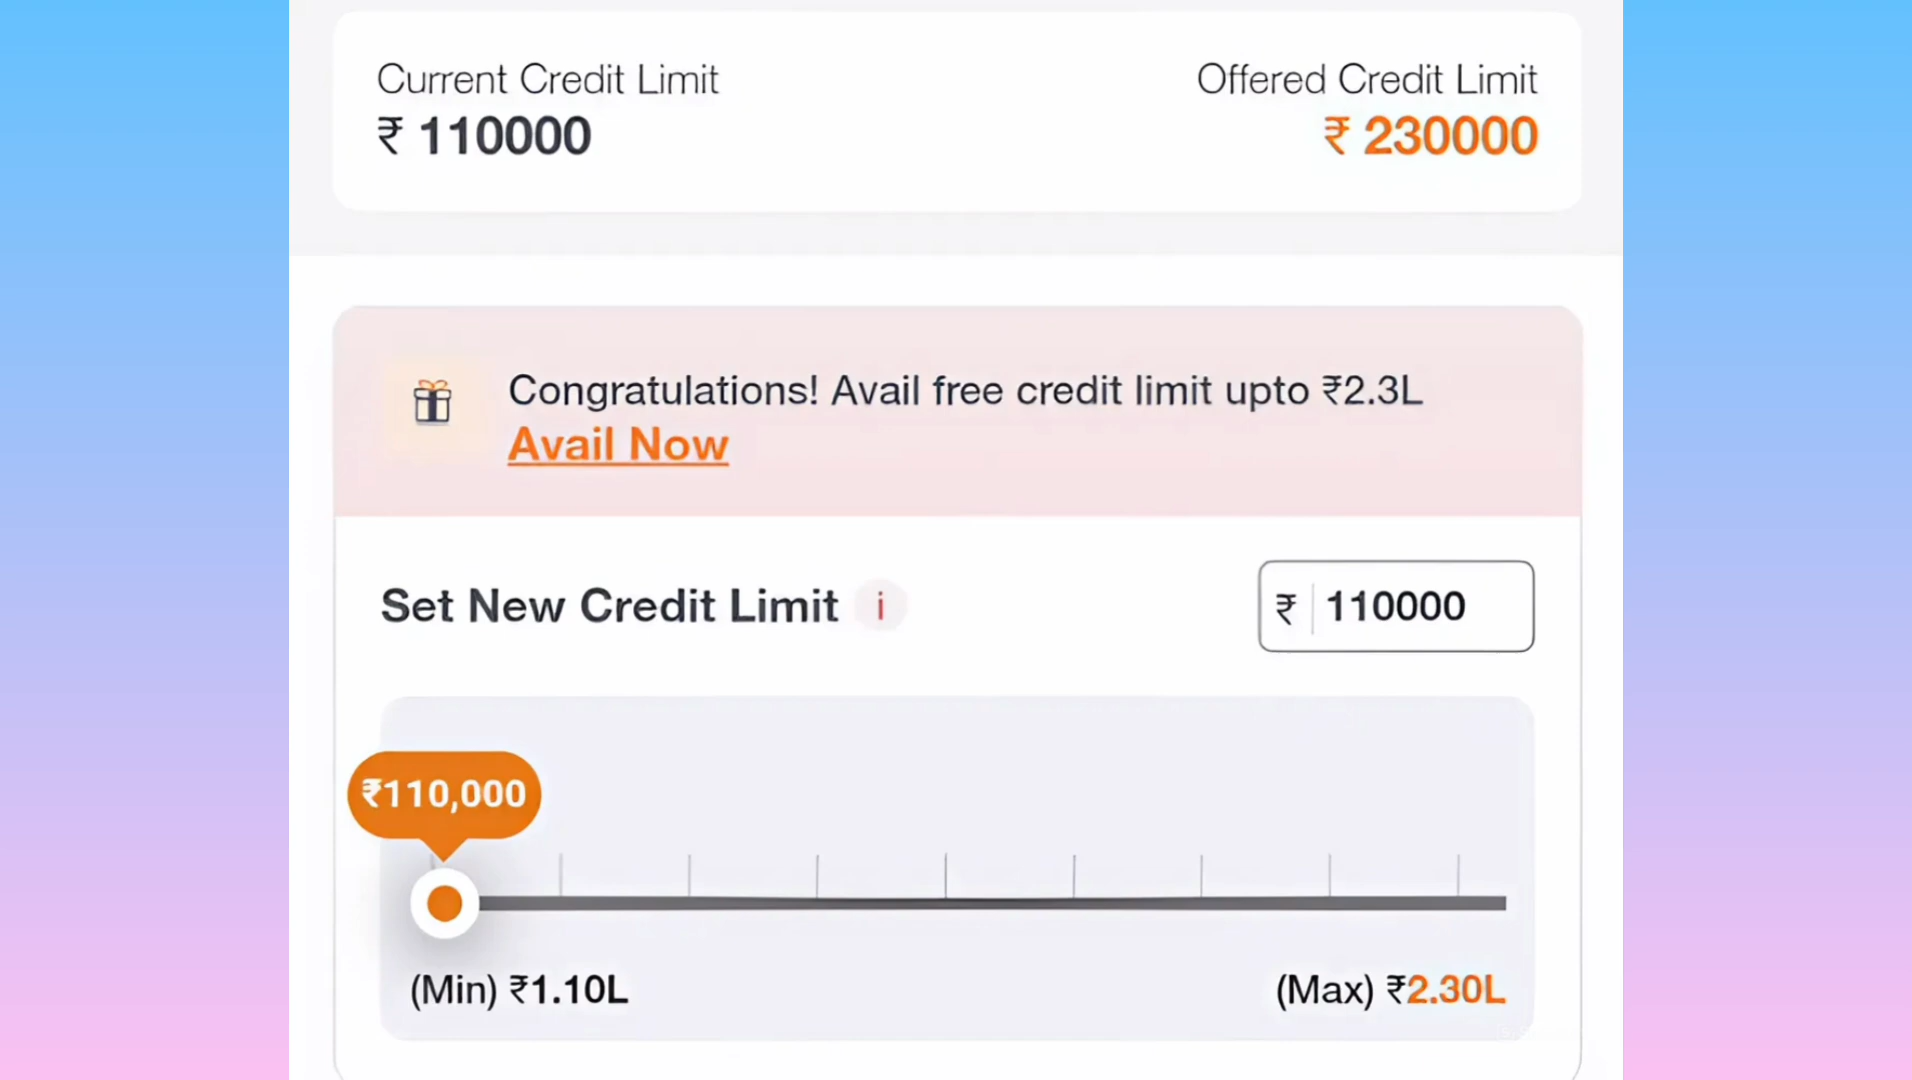 Current Credit Limit
Offered Credit Limit
₹ 110000
₹ 230000
Congratulations! Avail free credit limit upto ₹2.3L
Avail Now
Set New Credit Limit i
₹ 110000
₹110,000
(Min) ₹1.10L
(Max) ₹2.30L